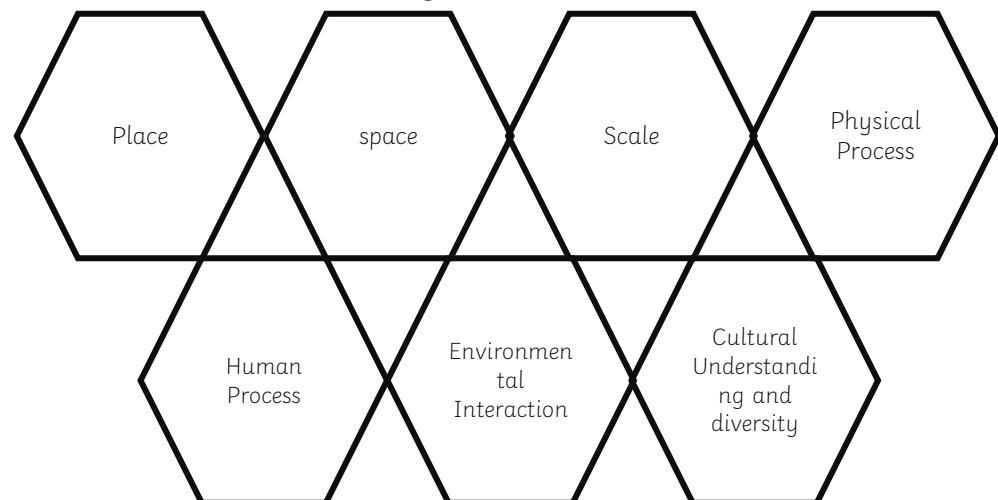 Place
space
Scale
Physical
Process
Human
Process
Environmen
tal
Interaction
Cultural
Understandi
ng and
diversity